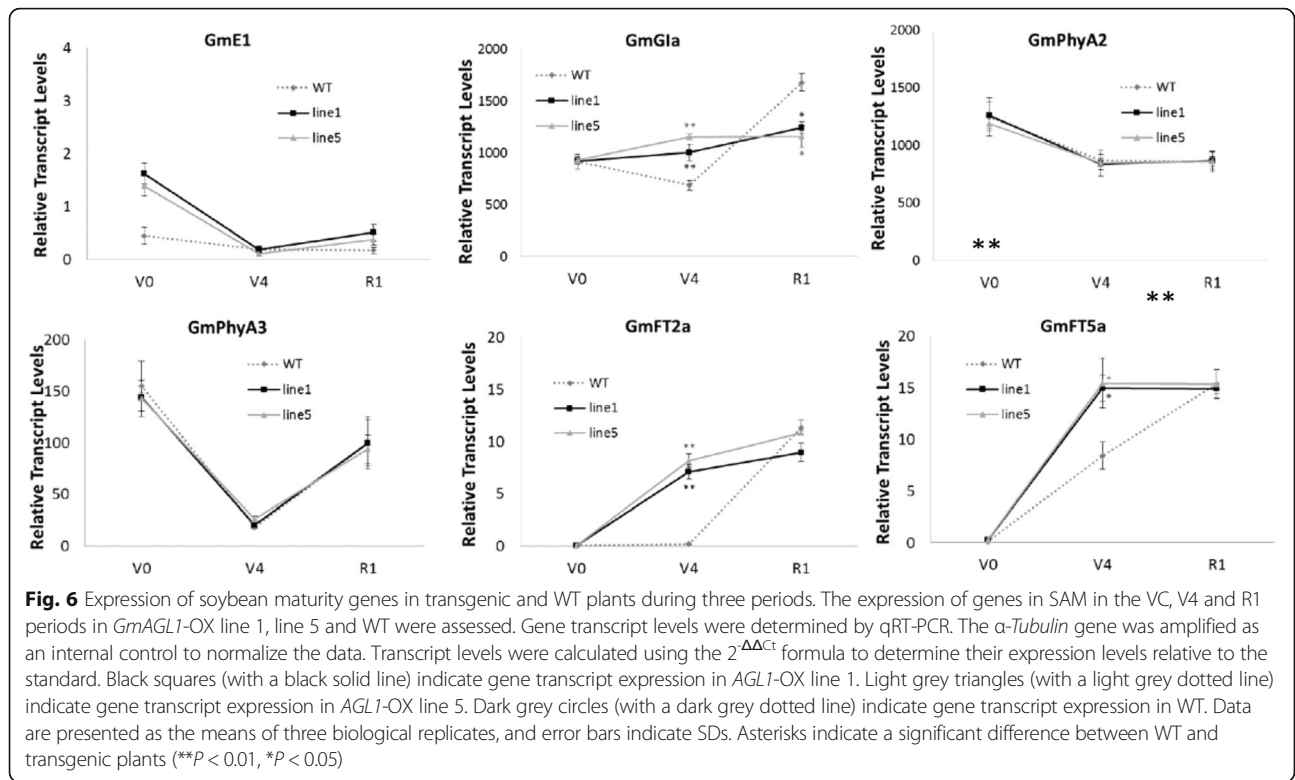 GmE1
Relative Transcript Levels
4
3
2
1
0
WT
line1
line5
V0 V4 R1
GmGIa
Relative Transcript Levels
2000
1500
1000
500
0
WT
line1
line5
**
**
*
*
V0 V4 R1
GmPhyA2
Relative Transcript Levels
2000
1500
1000
500
0
WT
line1
line5
**
V0 V4 R1
**
GmPhyA3
Relative Transcript Levels
200
150
100
50
0
WT
line1
line5
V0 V4 R1
GmFT2a
Relative Transcript Levels
20
15
10
5
0
WT
line1
line5
**
**
V0 V4 R1
GmFT5a
Relative Transcript Levels
20
15
10
5
0
WT
line1
line5
*
*
V0 V4 R1
Fig. 6 Expression of soybean maturity genes in transgenic and WT plants during three periods. The expression of genes in SAM in the VC, V4 and R1
periods in GmAGL1-OX line 1, line 5 and WT were assessed. Gene transcript levels were determined by qRT-PCR. The α-Tubulin gene was amplified as
an internal control to normalize the data. Transcript levels were calculated using the 2-ΔΔCt formula to determine their expression levels relative to the
standard. Black squares (with a black solid line) indicate gene transcript expression in AGL1-OX line 1. Light grey triangles (with a light grey dotted line)
indicate gene transcript expression in AGL1-OX line 5. Dark grey circles (with a dark grey dotted line) indicate gene transcript expression in WT. Data
are presented as the means of three biological replicates, and error bars indicate SDs. Asterisks indicate a significant difference between WT and
transgenic plants (**P < 0.01, *P < 0.05)